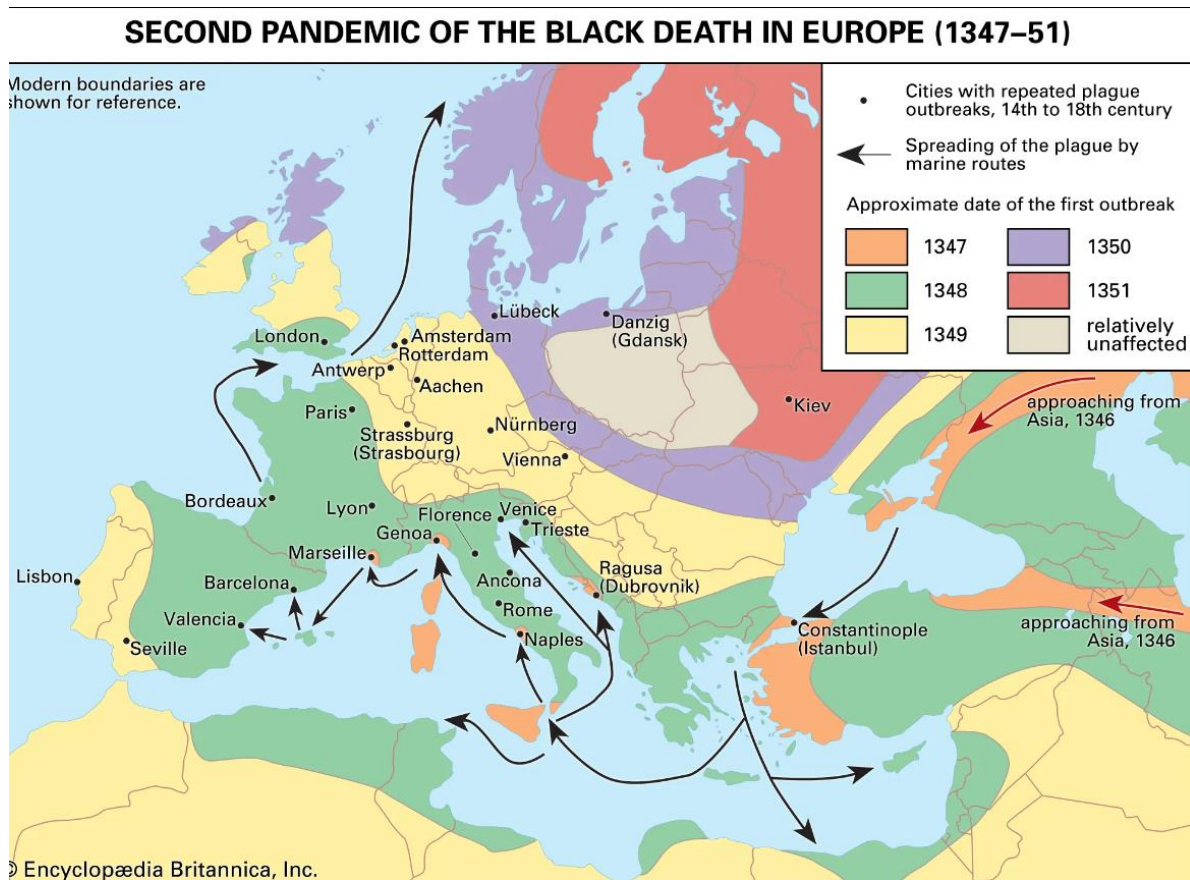 SECOND PANDEMIC OF THE BLACK DEATH IN EUROPE (1347–51)
Modern boundaries are
shown for reference.
Cities with repeated plague
outbreaks, 14th to 18th century
Spreading of the plague by
marine routes
Approximate date of the first outbreak
1347
1350
1348
1351
1349
relatively
unaffected
Lübeck
Danzig
(Gdansk)
London
Amsterdam
Rotterdam
Antwerp
Aachen
Kiev
approaching from
Asia, 1346
Paris
Strassburg
(Strasbourg)
Nürnberg
Vienna
Bordeaux
Lyon
Florence
Venice
Trieste
Genoa
Marseille
Lisbon
Barcelona
Ancona
Ragusa
(Dubrovnik)
Valencia
Rome
Seville
Naples
Constantinople
(Istanbul)
approaching from
Asia, 1346
© Encyclopædia Britannica, Inc.